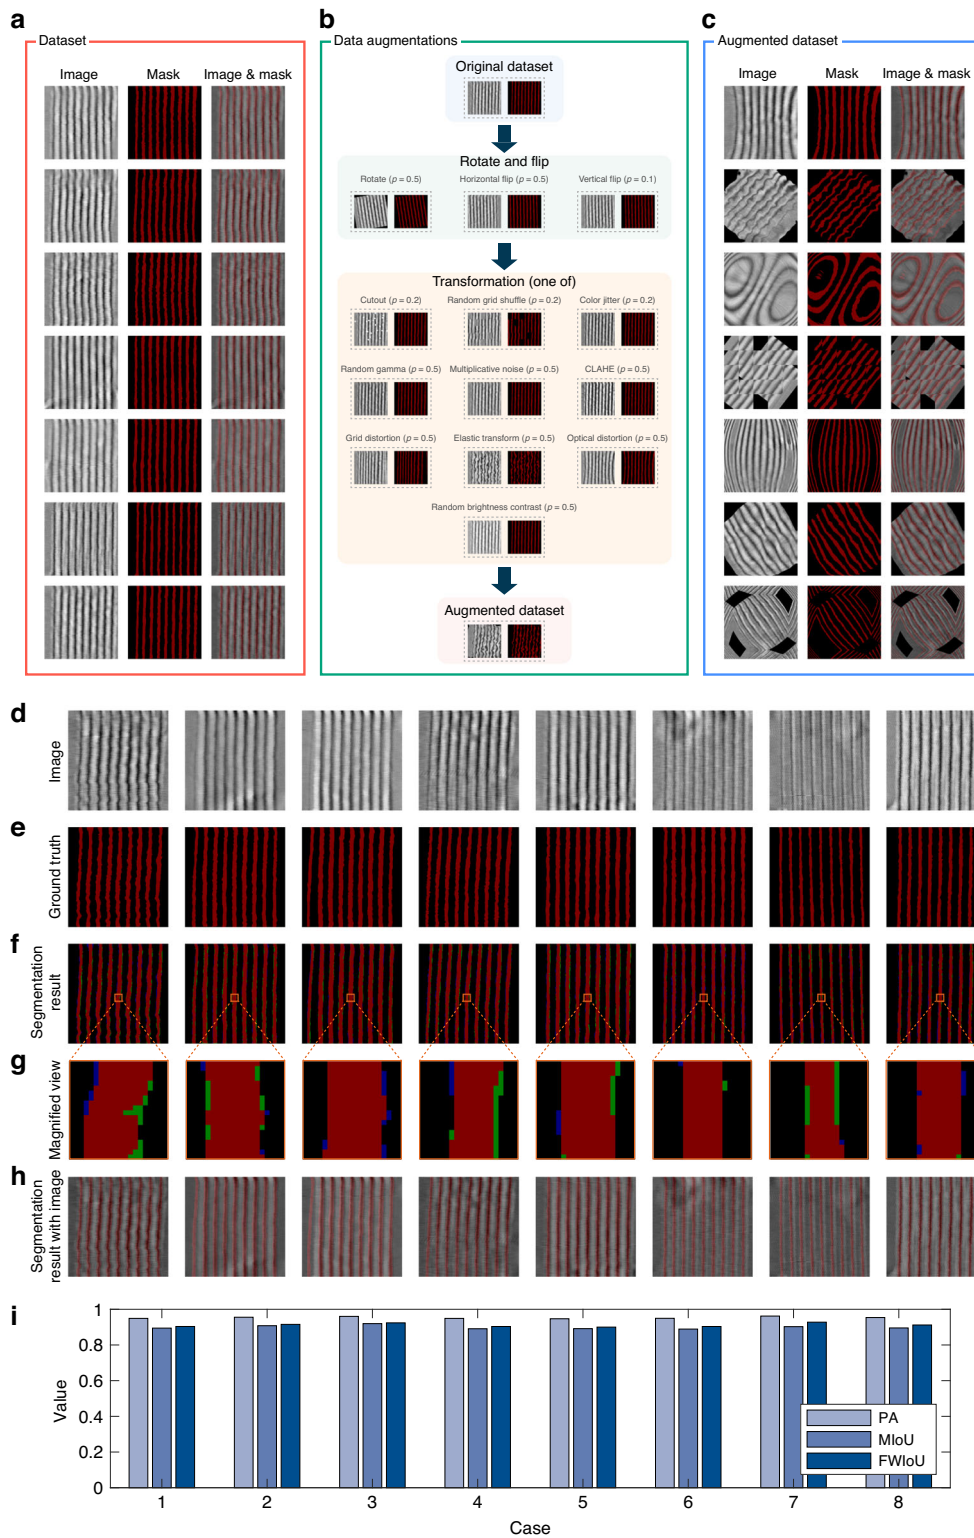 a
Dataset
Image
Mask
Image & mask
b
Data augmentations
Original dataset
Rotate and flip
Rotate (p = 0.5)
Horizontal flip (p = 0.5)
Vertical flip (p = 0.1)
Transformation (one of)
Cutout (p = 0.2)
Random grid shuffle (p = 0.2)
Color jitter (p = 0.2)
Random gamma (p = 0.5)
Multiplicative noise (p = 0.5)
CLAHE (p = 0.5)
Grid distortion (p = 0.5)
Elastic transform (p = 0.5)
Optical distortion (p = 0.5)
Random brightness contrast (p = 0.5)
Augmented dataset
c
Augmented dataset
Image
Mask
Image & mask
d
Image
e
Ground truth
f
Segmentation
result
g
Magnified view
h
Segmentation
result with image
i
Value
1
0.8
0.6
0.4
0.2
0
1
2
3
4
5
6
7
8
Case
PA
MIoU
FWIoU